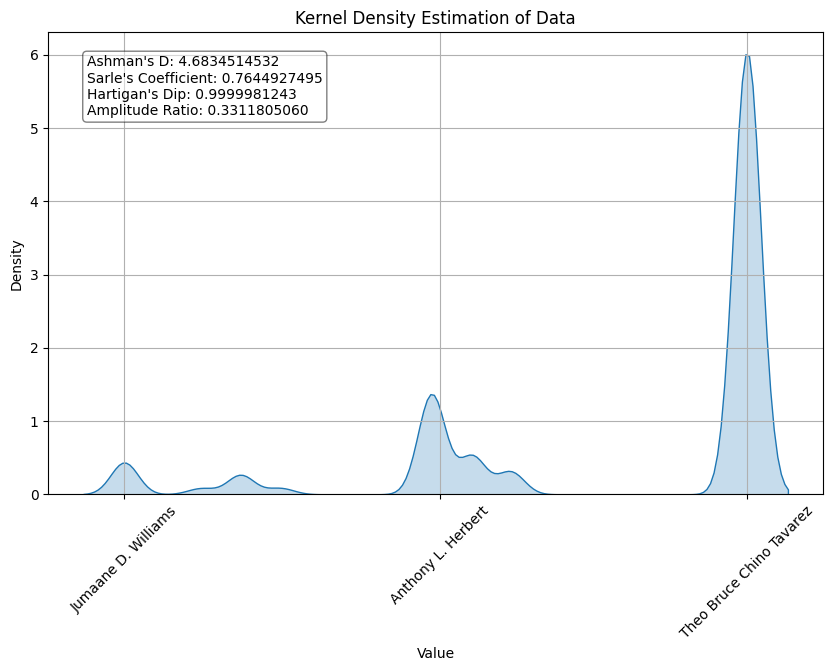 Kernel Density Estimation of Data
Ashman's D: 4.6834514532
Sarle's Coefficient: 0.7644927495
Hartigan's Dip: 0.9999981243
Amplitude Ratio: 0.3311805060
Density
6
5
4
3
2
1
0
Jumaane D. Williams
Anthony L. Herbert
Theo Bruce Chino Tavarez
Value